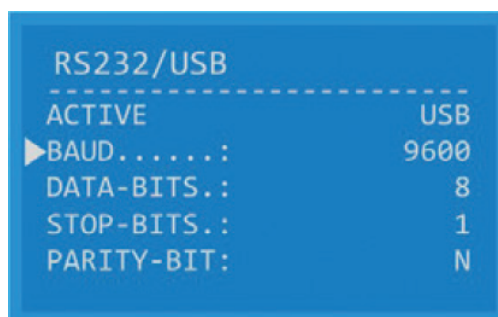 RS232/USB
ACTIVE USB
BAUD......: 9600
DATA-BITS.: 8
STOP-BITS.: 1
PARITY-BIT: N